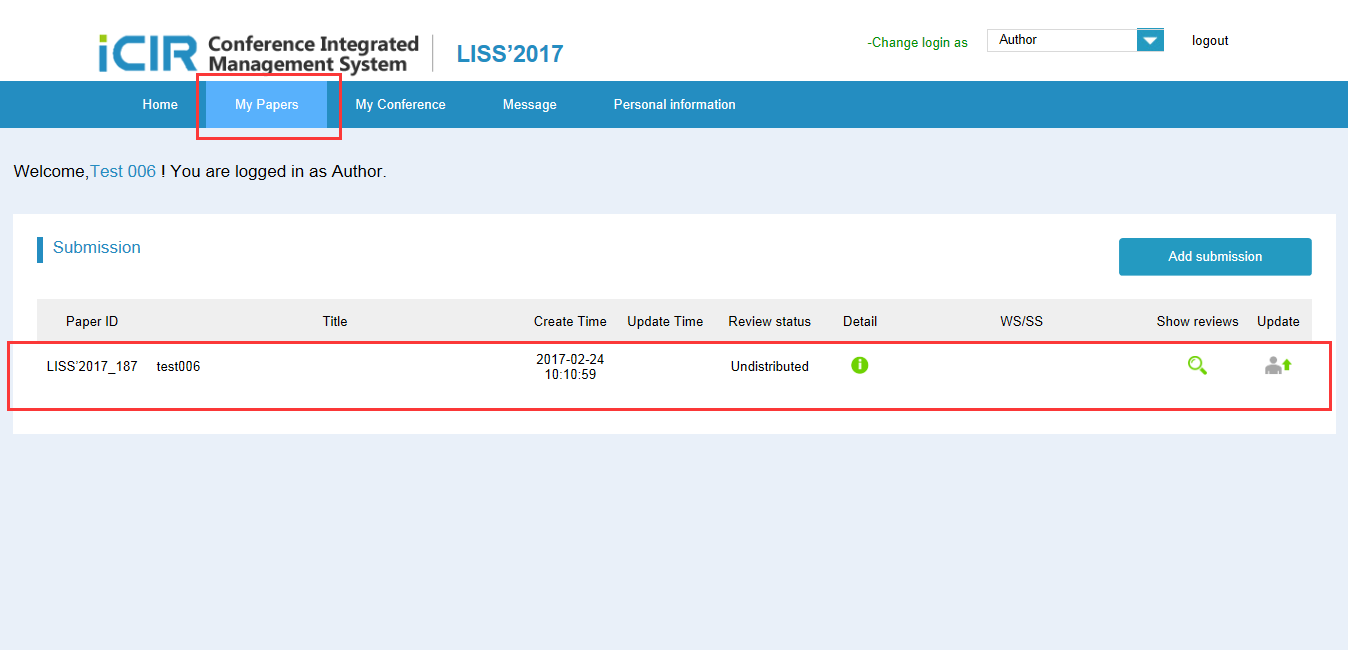 iCIR Conference Integrated Management System LISS’2017
-Change login as Author logout
Home My Papers My Conference Message Personal information
Welcome,Test 006 ! You are logged in as Author.
Submission
Add submission
Paper ID Title Create Time Update Time Review status Detail WS/SS Show reviews Update
LISS’2017_187 test006 2017-02-24 10:10:59 Undistributed